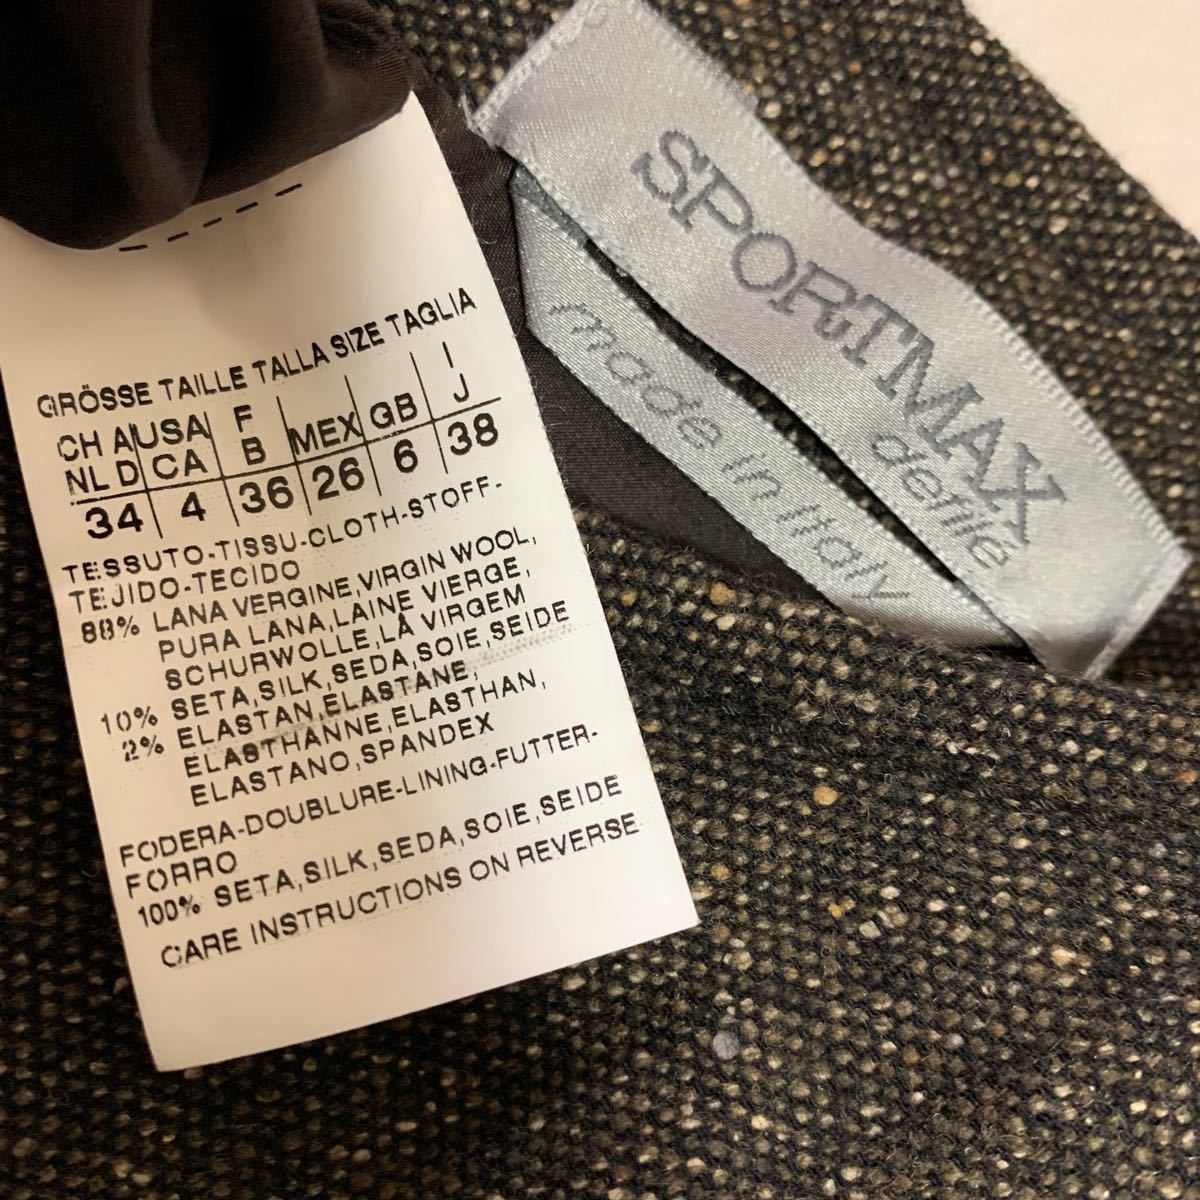 GRÖSSE TAILLE TALLA SIZE TAGLIA
CH A USA F MEX GB I
NL D CA B J
34 4 36 26 6 38
TESSUTO-TISSU-CLOTH-STOFF-
TEJIDO-TECIDO
88% LANA VERGINE,VIRGIN WOOL,
PURA LANA,LAINE VIERGE,
SCHURWOLLE,LÃ VIRGEM
10% SETA,SILK,SEDA,SOIE,SEIDE
2% ELASTAN,ELASTANE,
ELASTHANNE,ELASTHAN,
ELASTANO,SPANDEX
FODERA-DOUBLURE-LINING-FUTTER-
FORRO
100% SETA,SILK,SEDA,SOIE,SEIDE
CARE INSTRUCTIONS ON REVERSE
SPORTMAX
defilé
made in Italy